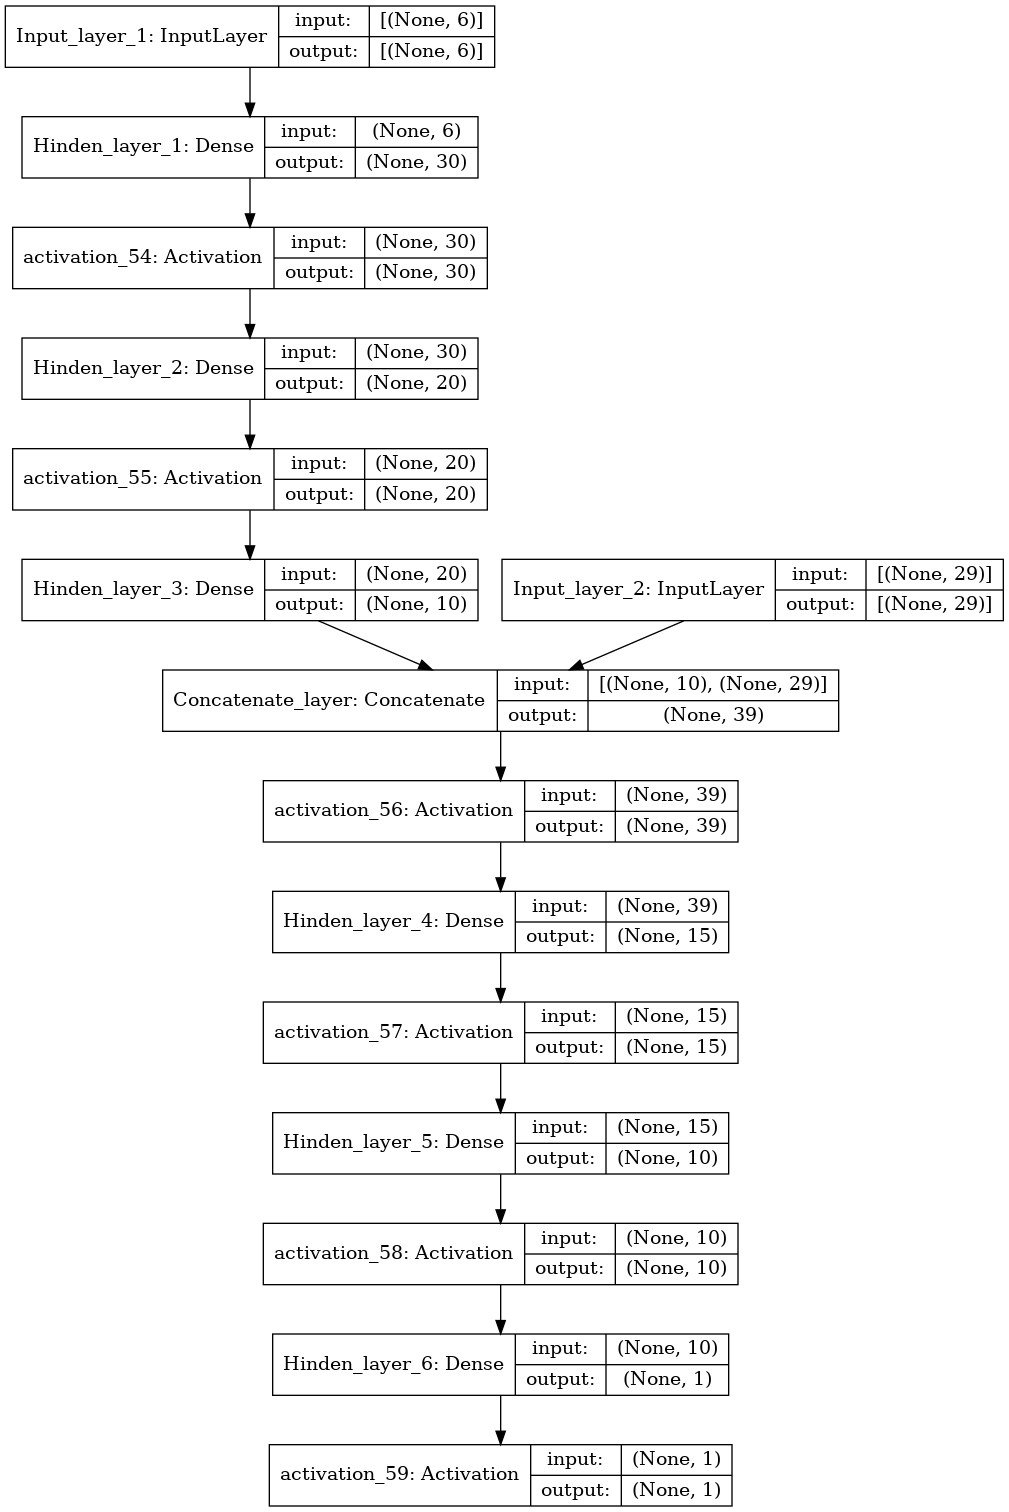 Input_layer_1: InputLayer input: [(None, 6)]
output: [(None, 6)]
Hinden_layer_1: Dense input: (None, 6)
output: (None, 30)
activation_54: Activation input: (None, 30)
output: (None, 30)
Hinden_layer_2: Dense input: (None, 30)
output: (None, 20)
activation_55: Activation input: (None, 20)
output: (None, 20)
Hinden_layer_3: Dense input: (None, 20)
output: (None, 10)
Input_layer_2: InputLayer input: [(None, 29)]
output: [(None, 29)]
Concatenate_layer: Concatenate input: [(None, 10), (None, 29)]
output: (None, 39)
activation_56: Activation input: (None, 39)
output: (None, 39)
Hinden_layer_4: Dense input: (None, 39)
output: (None, 15)
activation_57: Activation input: (None, 15)
output: (None, 15)
Hinden_layer_5: Dense input: (None, 15)
output: (None, 10)
activation_58: Activation input: (None, 10)
output: (None, 10)
Hinden_layer_6: Dense input: (None, 10)
output: (None, 1)
activation_59: Activation input: (None, 1)
output: (None, 1)